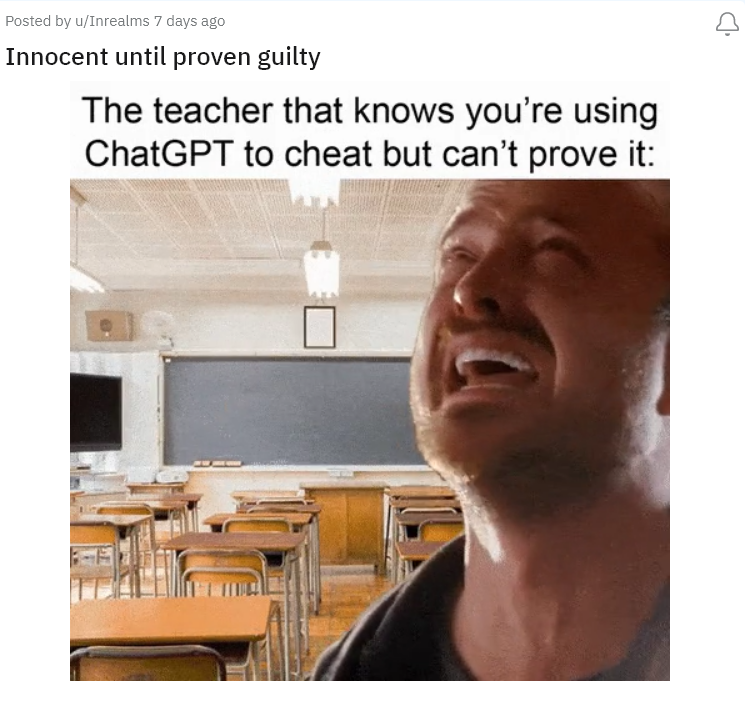 Posted by u/Inrealms 7 days ago
Innocent until proven guilty
The teacher that knows you're using
ChatGPT to cheat but can't prove it: